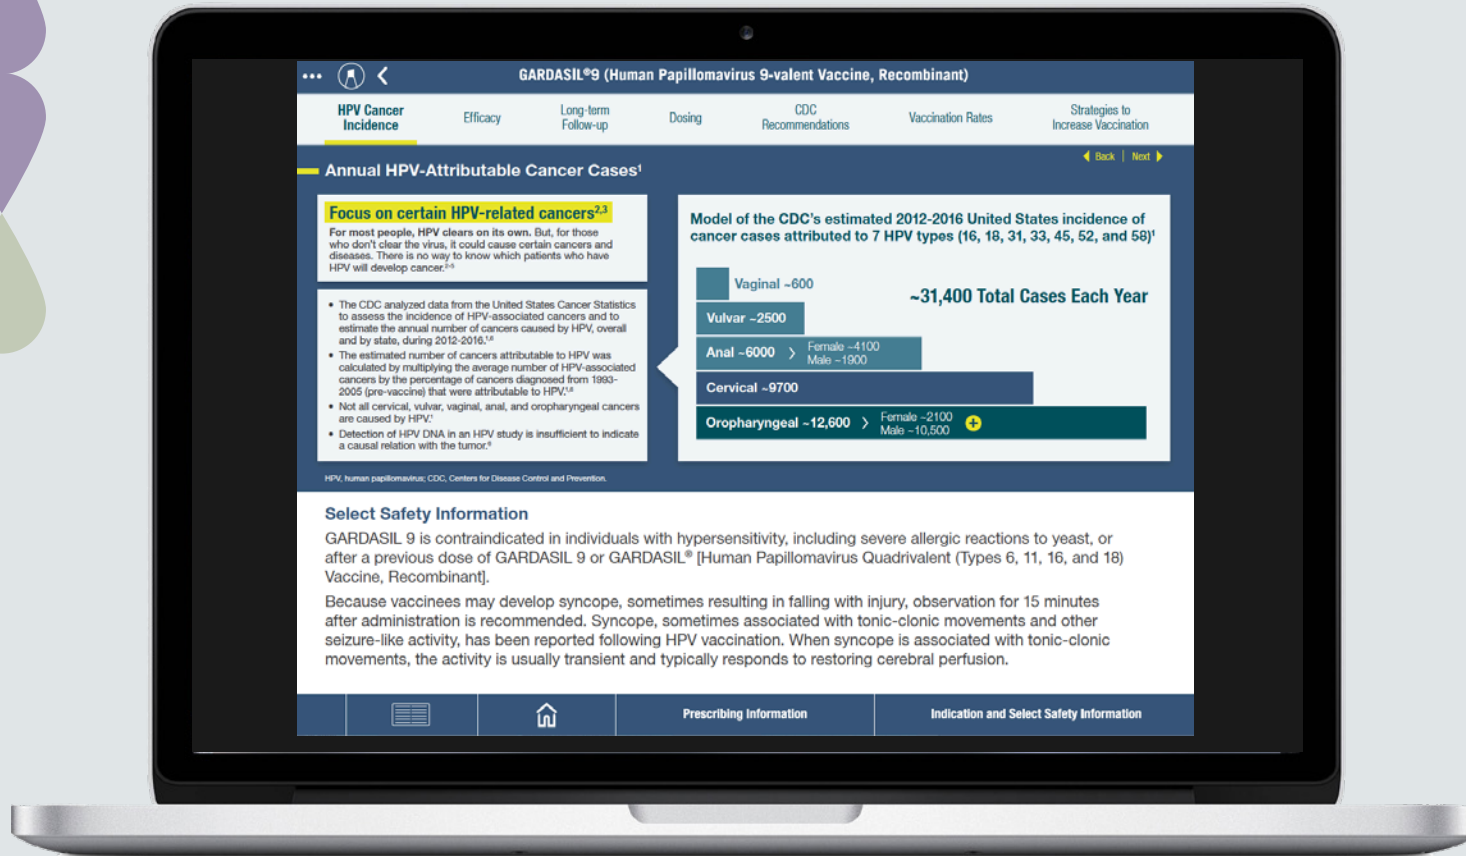 GARDASIL®9 (Human Papillomavirus 9-valent Vaccine, Recombinant)
HPV Cancer
Incidence
Efficacy
Long-term
Follow-up
Dosing
CDC
Recommendations
Vaccination Rates
Strategies to
Increase Vaccination
Back | Next
Annual HPV-Attributable Cancer Cases¹
Focus on certain HPV-related cancers²,³
For most people, HPV clears on its own. But, for those
who don't clear the virus, it could cause certain cancers and
diseases. There is no way to know which patients who have
HPV will develop cancer.²⁻⁵
• The CDC analyzed data from the United States Cancer Statistics
to assess the incidence of HPV-associated cancers and to
estimate the annual number of cancers caused by HPV, overall
and by state, during 2012-2016.
• The estimated number of cancers attributable to HPV was
calculated by multiplying the average number of HPV-associated
cancers by the percentage of cancers diagnosed from 1993-
2005 (pre-vaccine) that were attributable to HPV.
• Not all cervical, vulvar, vaginal, anal, and oropharyngeal cancers
are caused by HPV.¹
• Detection of HPV DNA in an HPV study is insufficient to indicate
a causal relation with the tumor.
HPV, human papillomavirus; CDC, Centers for Disease Control and Prevention.
Model of the CDC's estimated 2012-2016 United States incidence of
cancer cases attributed to 7 HPV types (16, 18, 31, 33, 45, 52, and 58)¹
~31,400 Total Cases Each Year
Vaginal ~600
Vulvar ~2500
Anal ~6000
Female ~4100
Male ~1900
Cervical ~9700
Oropharyngeal ~12,600
Female ~2100
Male ~10,500
Select Safety Information
GARDASIL 9 is contraindicated in individuals with hypersensitivity, including severe allergic reactions to yeast, or
after a previous dose of GARDASIL 9 or GARDASIL® [Human Papillomavirus Quadrivalent (Types 6, 11, 16, and 18)
Vaccine, Recombinant].
Because vaccinees may develop syncope, sometimes resulting in falling with injury, observation for 15 minutes
after administration is recommended. Syncope, sometimes associated with tonic-clonic movements and other
seizure-like activity, has been reported following HPV vaccination. When syncope is associated with tonic-clonic
movements, the activity is usually transient and typically responds to restoring cerebral perfusion.
Prescribing Information
Indication and Select Safety Information